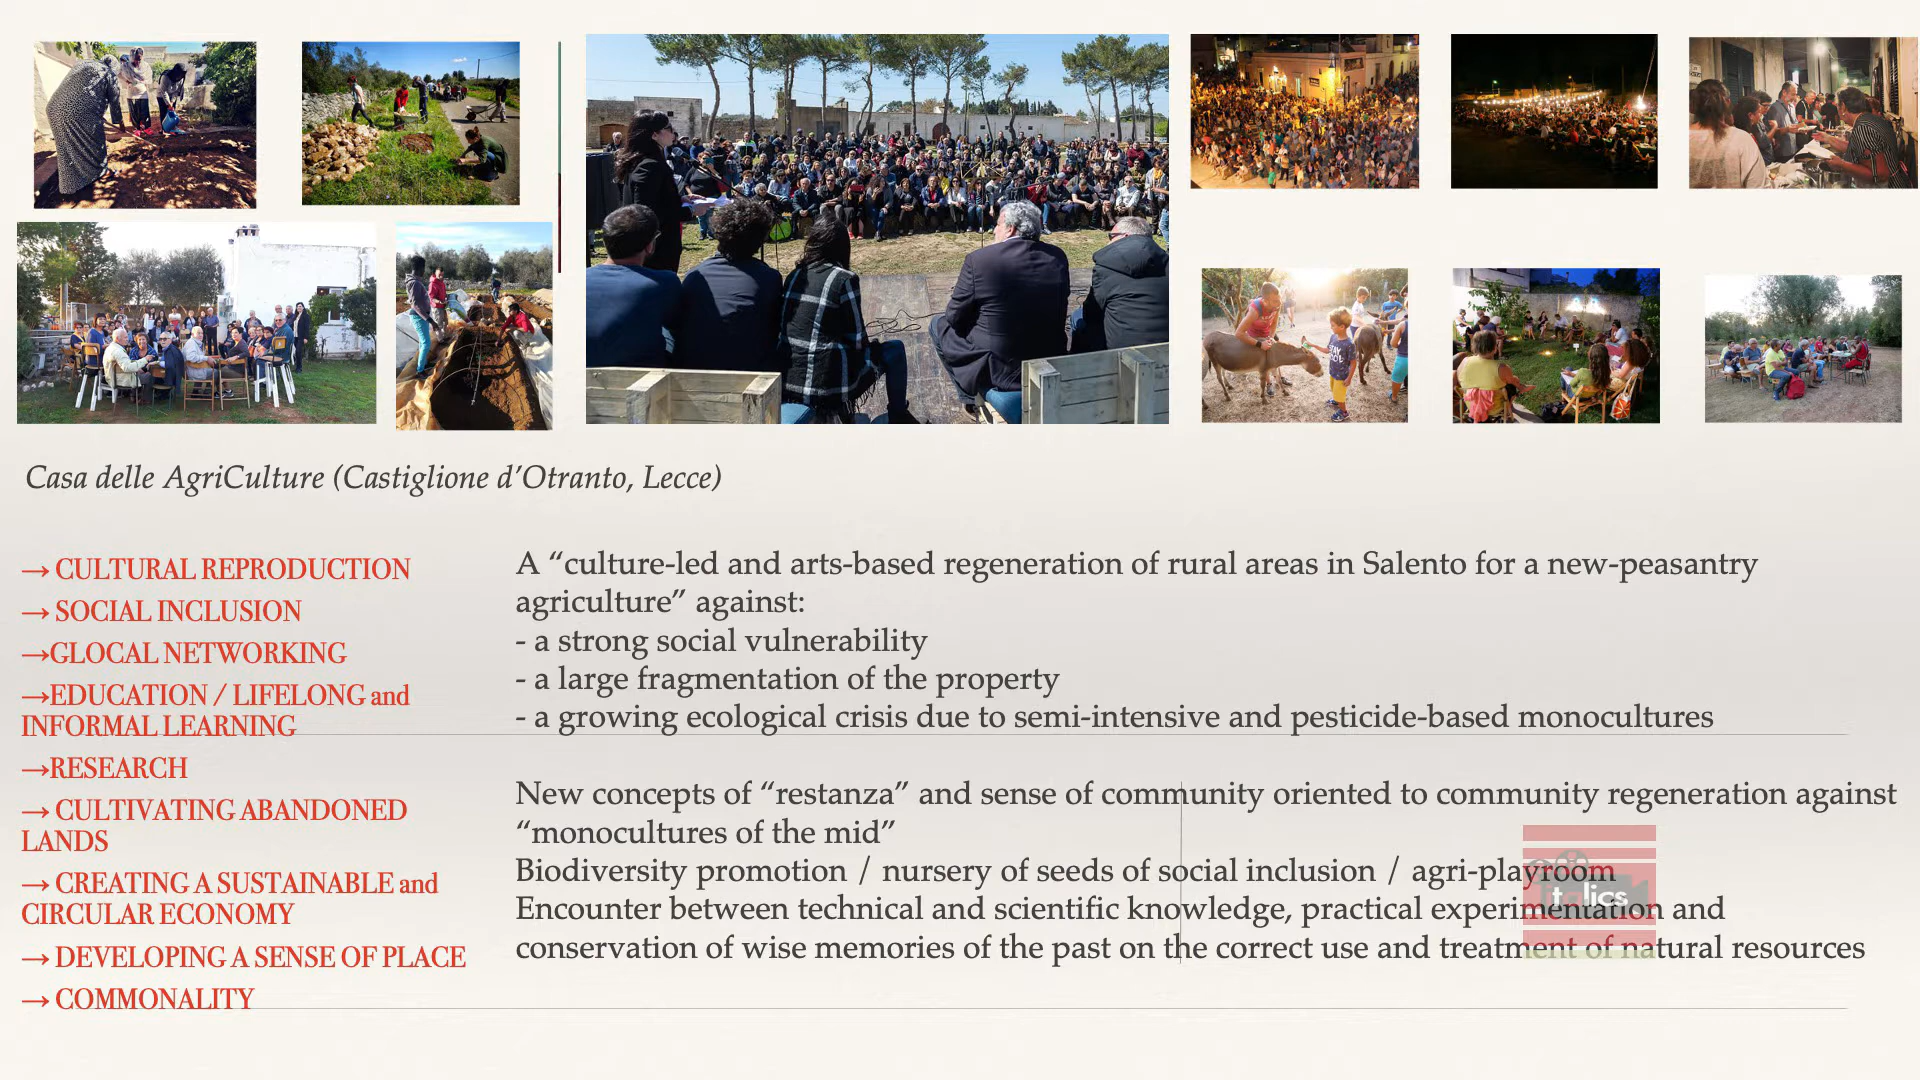 Casa delle AgriCulture (Castiglione d’Otranto, Lecce)
→ CULTURAL REPRODUCTION
→ SOCIAL INCLUSION
→GLOCAL NETWORKING
→EDUCATION / LIFELONG and
INFORMAL LEARNING
→RESEARCH
→ CULTIVATING ABANDONED
LANDS
→ CREATING A SUSTAINABLE and
CIRCULAR ECONOMY
→ DEVELOPING A SENSE OF PLACE
→ COMMONALITY
A “culture-led and arts-based regeneration of rural areas in Salento for a new-peasantry
agriculture” against:
- a strong social vulnerability
- a large fragmentation of the property
- a growing ecological crisis due to semi-intensive and pesticide-based monocultures
New concepts of “restanza” and sense of community oriented to community regeneration against
“monocultures of the mid”
Biodiversity promotion / nursery of seeds of social inclusion / agri-playroom
Encounter between technical and scientific knowledge, practical experimentation and
conservation of wise memories of the past on the correct use and treatment of natural resources
italics